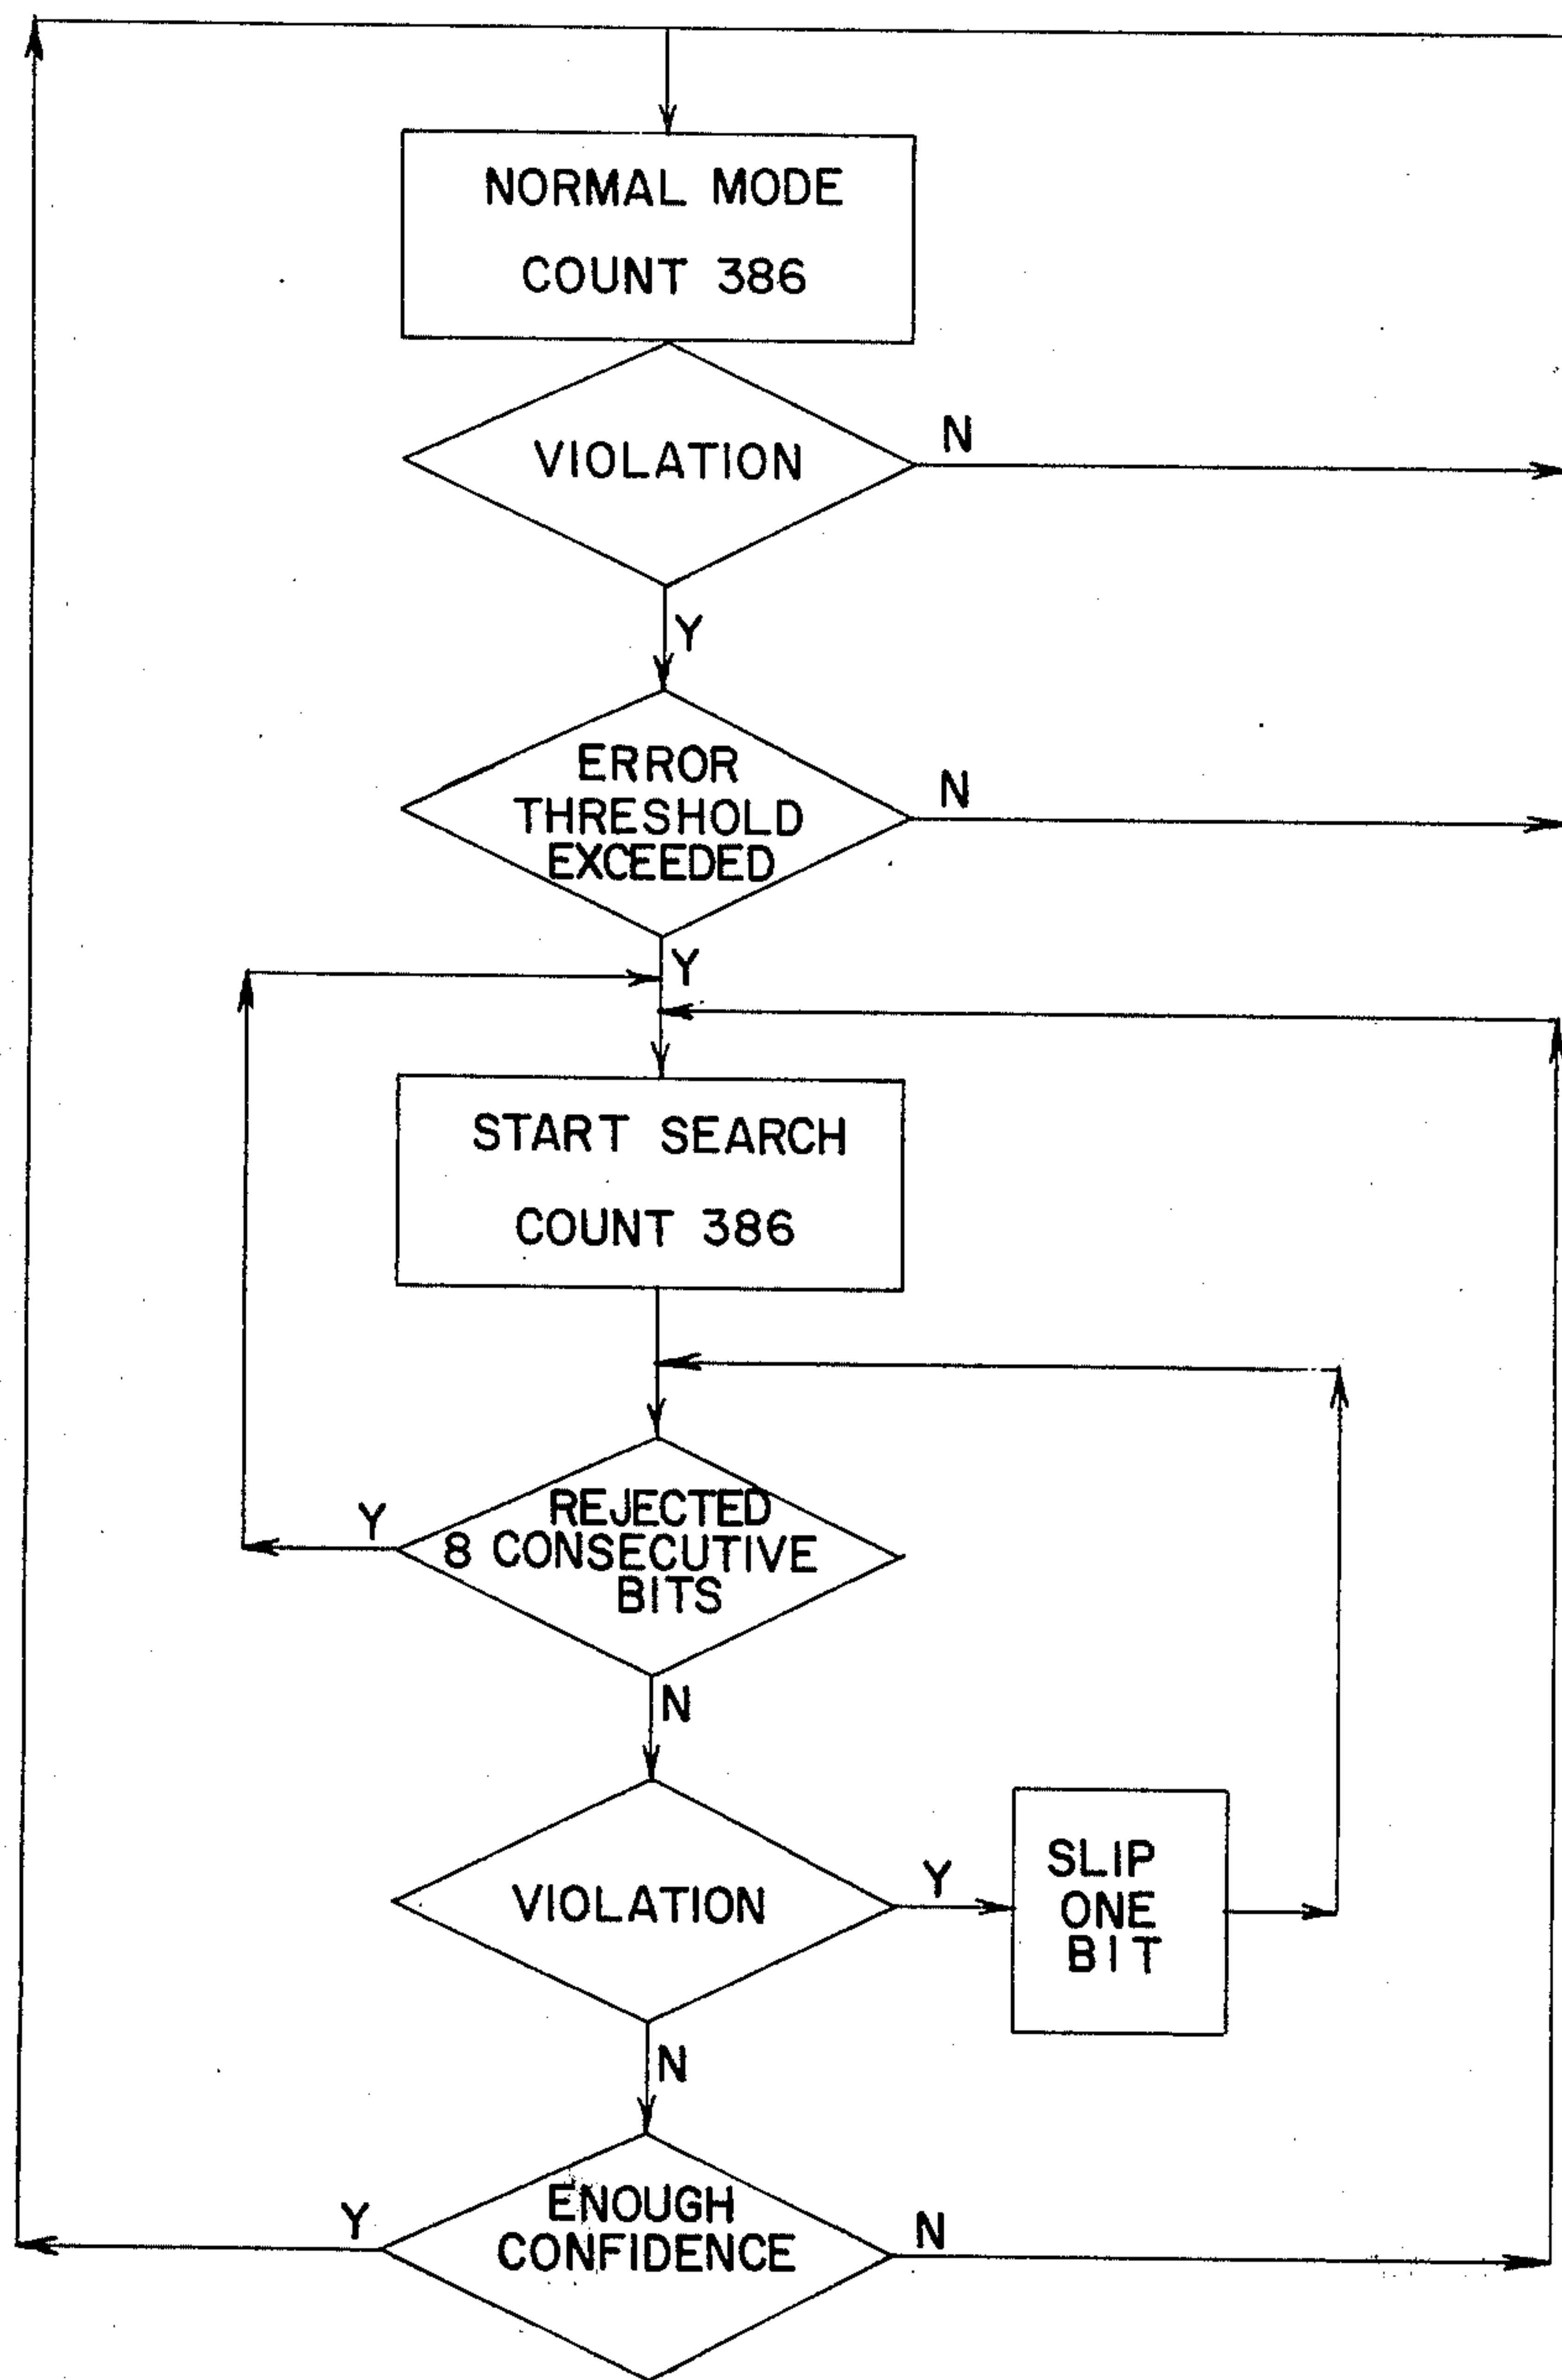 NORMAL MODE
COUNT 386
VIOLATION
N
Y
ERROR
THRESHOLD
EXCEEDED
N
Y
START SEARCH
COUNT 386
REJECTED
8 CONSECUTIVE
BITS
Y
N
VIOLATION
Y
SLIP
ONE
BIT
N
ENOUGH
CONFIDENCE
Y
N